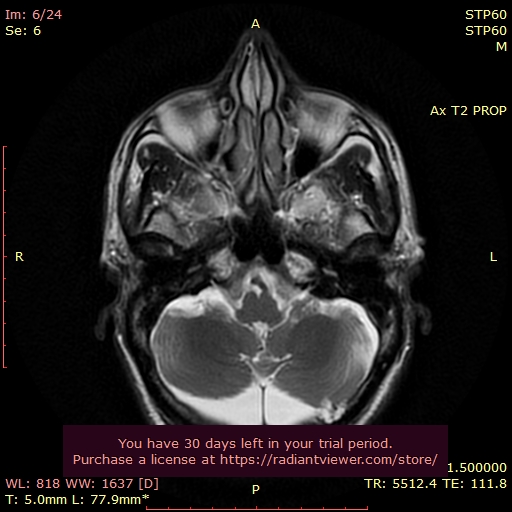 Im: 6/24
Se: 6
A
STP60
STP60
M
Ax T2 PROP
R
L
You have 30 days left in your trial period.
Purchase a license at https://radiantviewer.com/store/
1.500000
WL: 818 WW: 1637 [D]
TR: 5512.4 TE: 111.8
T: 5.0mm L: 77.9mm*
P